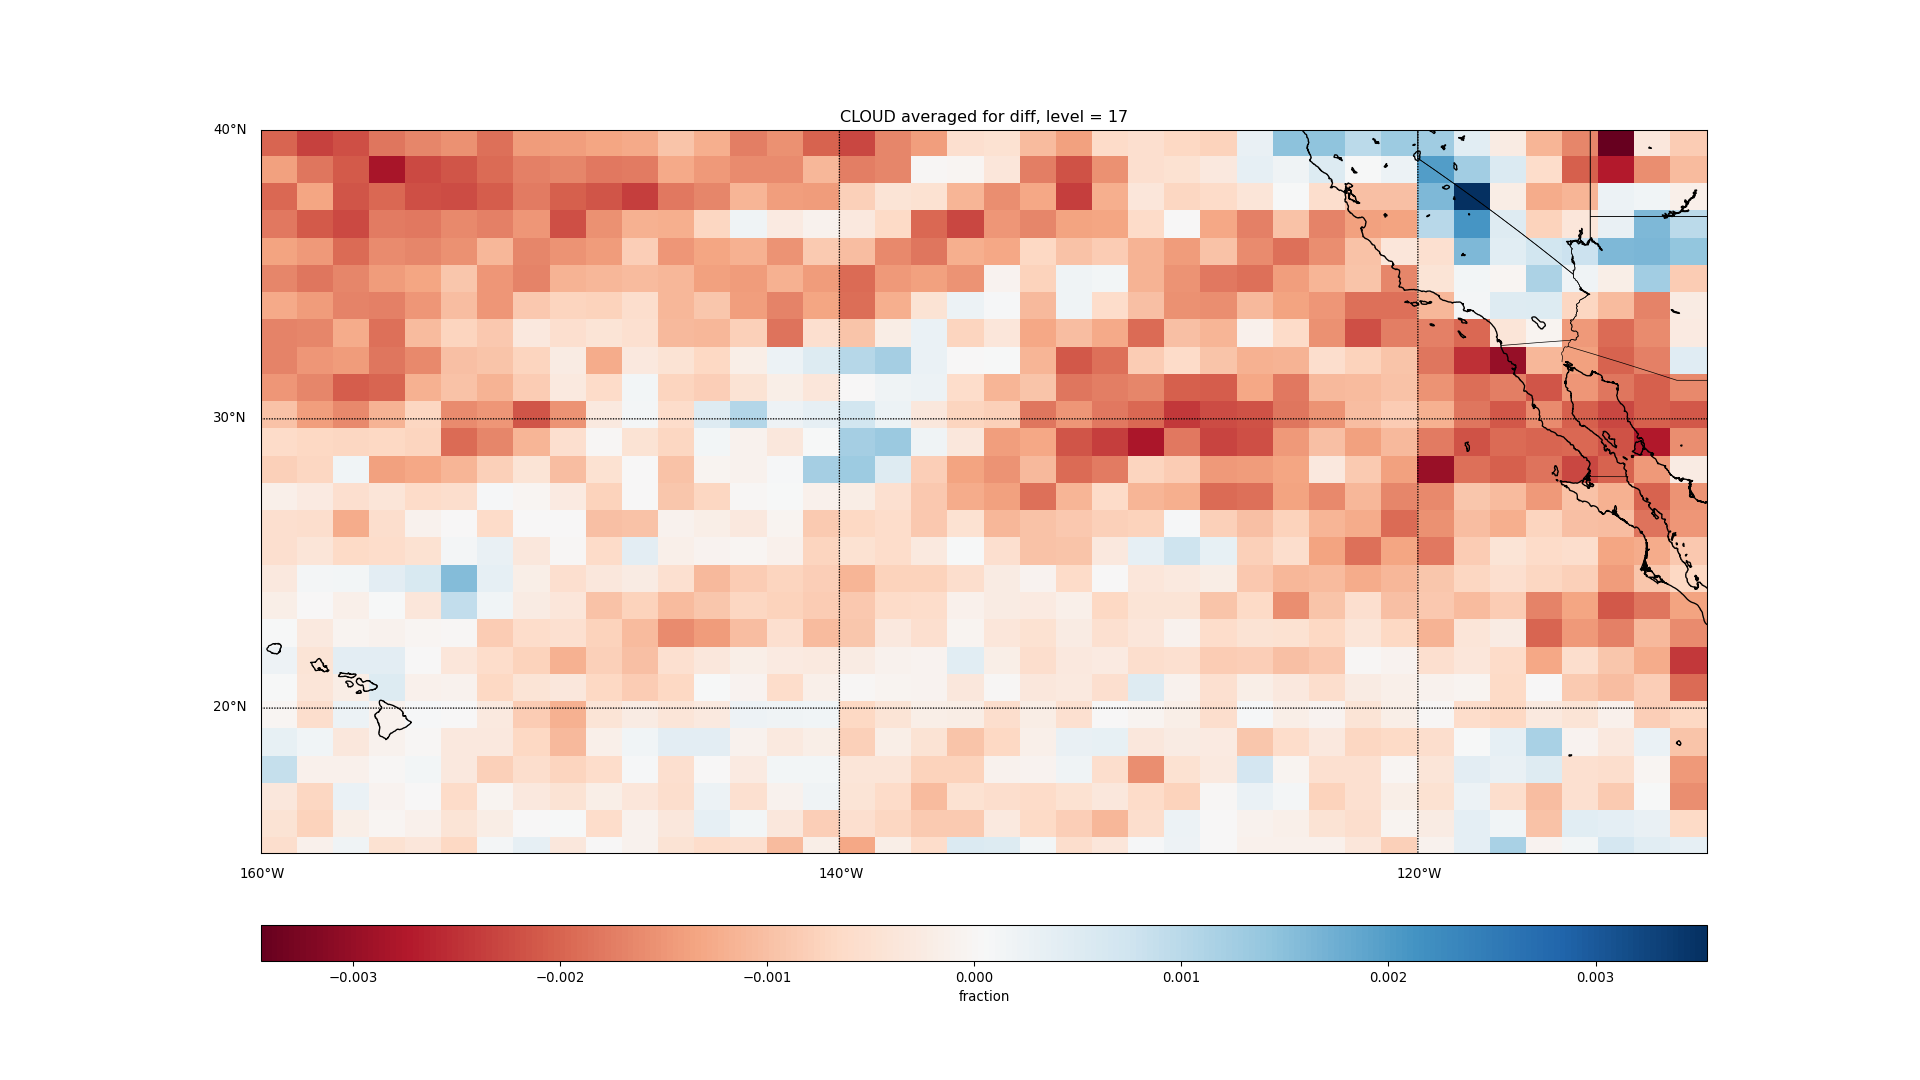 CLOUD averaged for diff, level = 17
40°N
30°N
20°N
160°W 140°W 120°W
−0.003 −0.002 −0.001 0.000 0.001 0.002 0.003
fraction